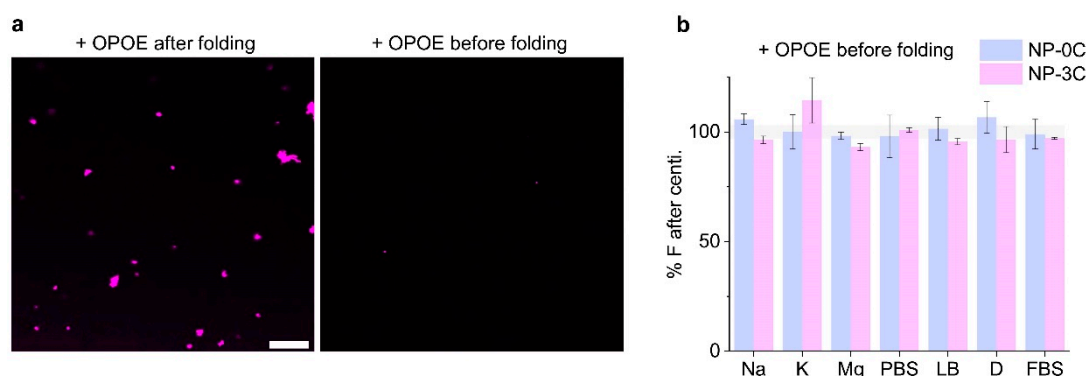 a
+ OPOE after folding
+ OPOE before folding
b
+ OPOE before folding
NP-0C
NP-3C
% F after centi.
100
50
0
Na K Mg PBS LB D FBS